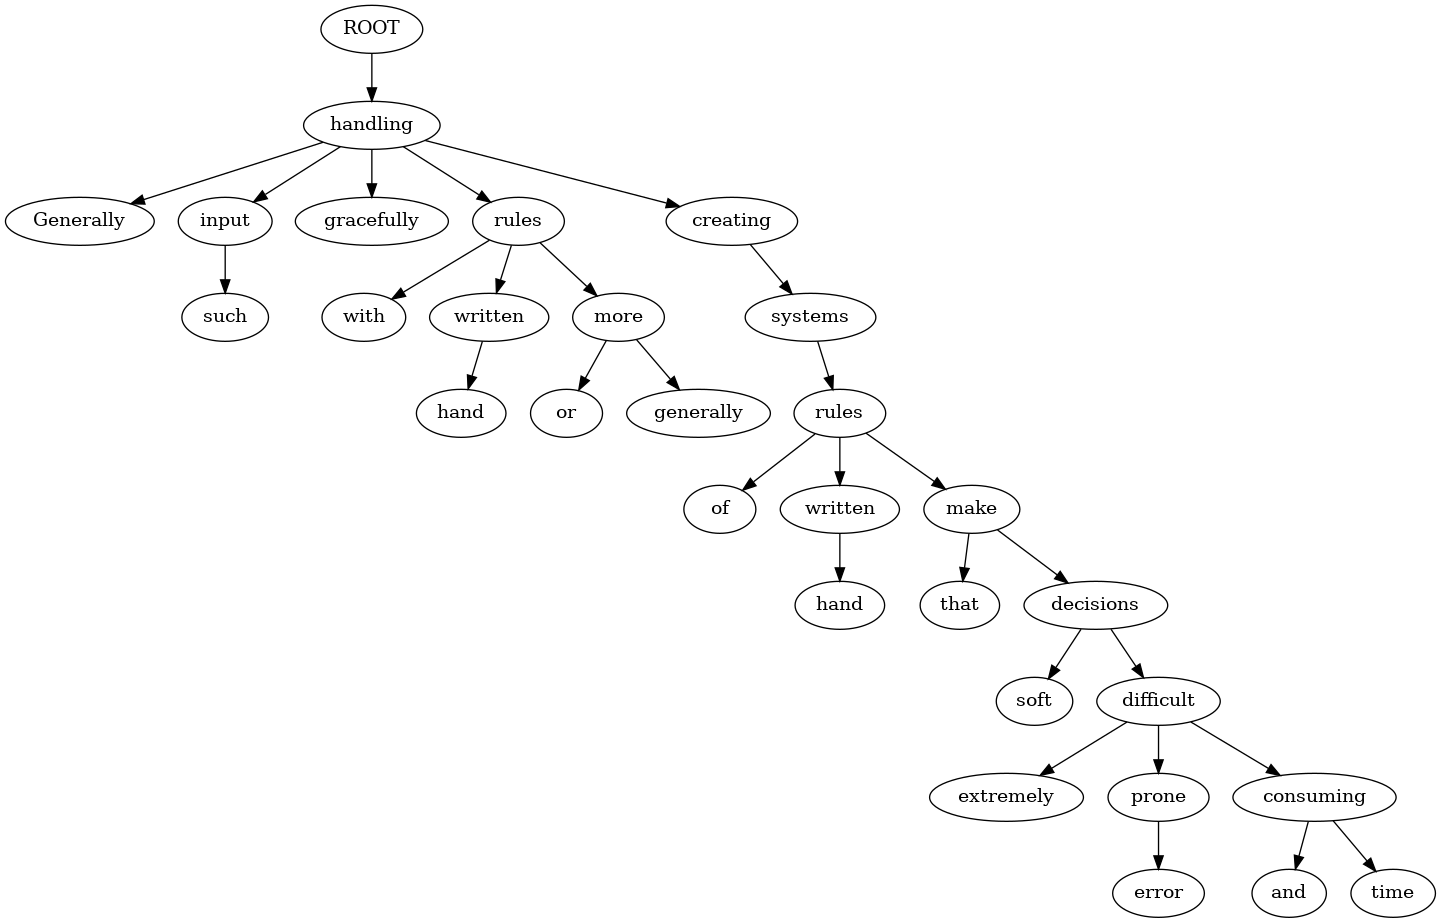 ROOT
handling
Generally input gracefully rules creating
such with written more systems
hand or generally rules
of written make
hand that decisions
soft difficult
extremely prone consuming
error and time